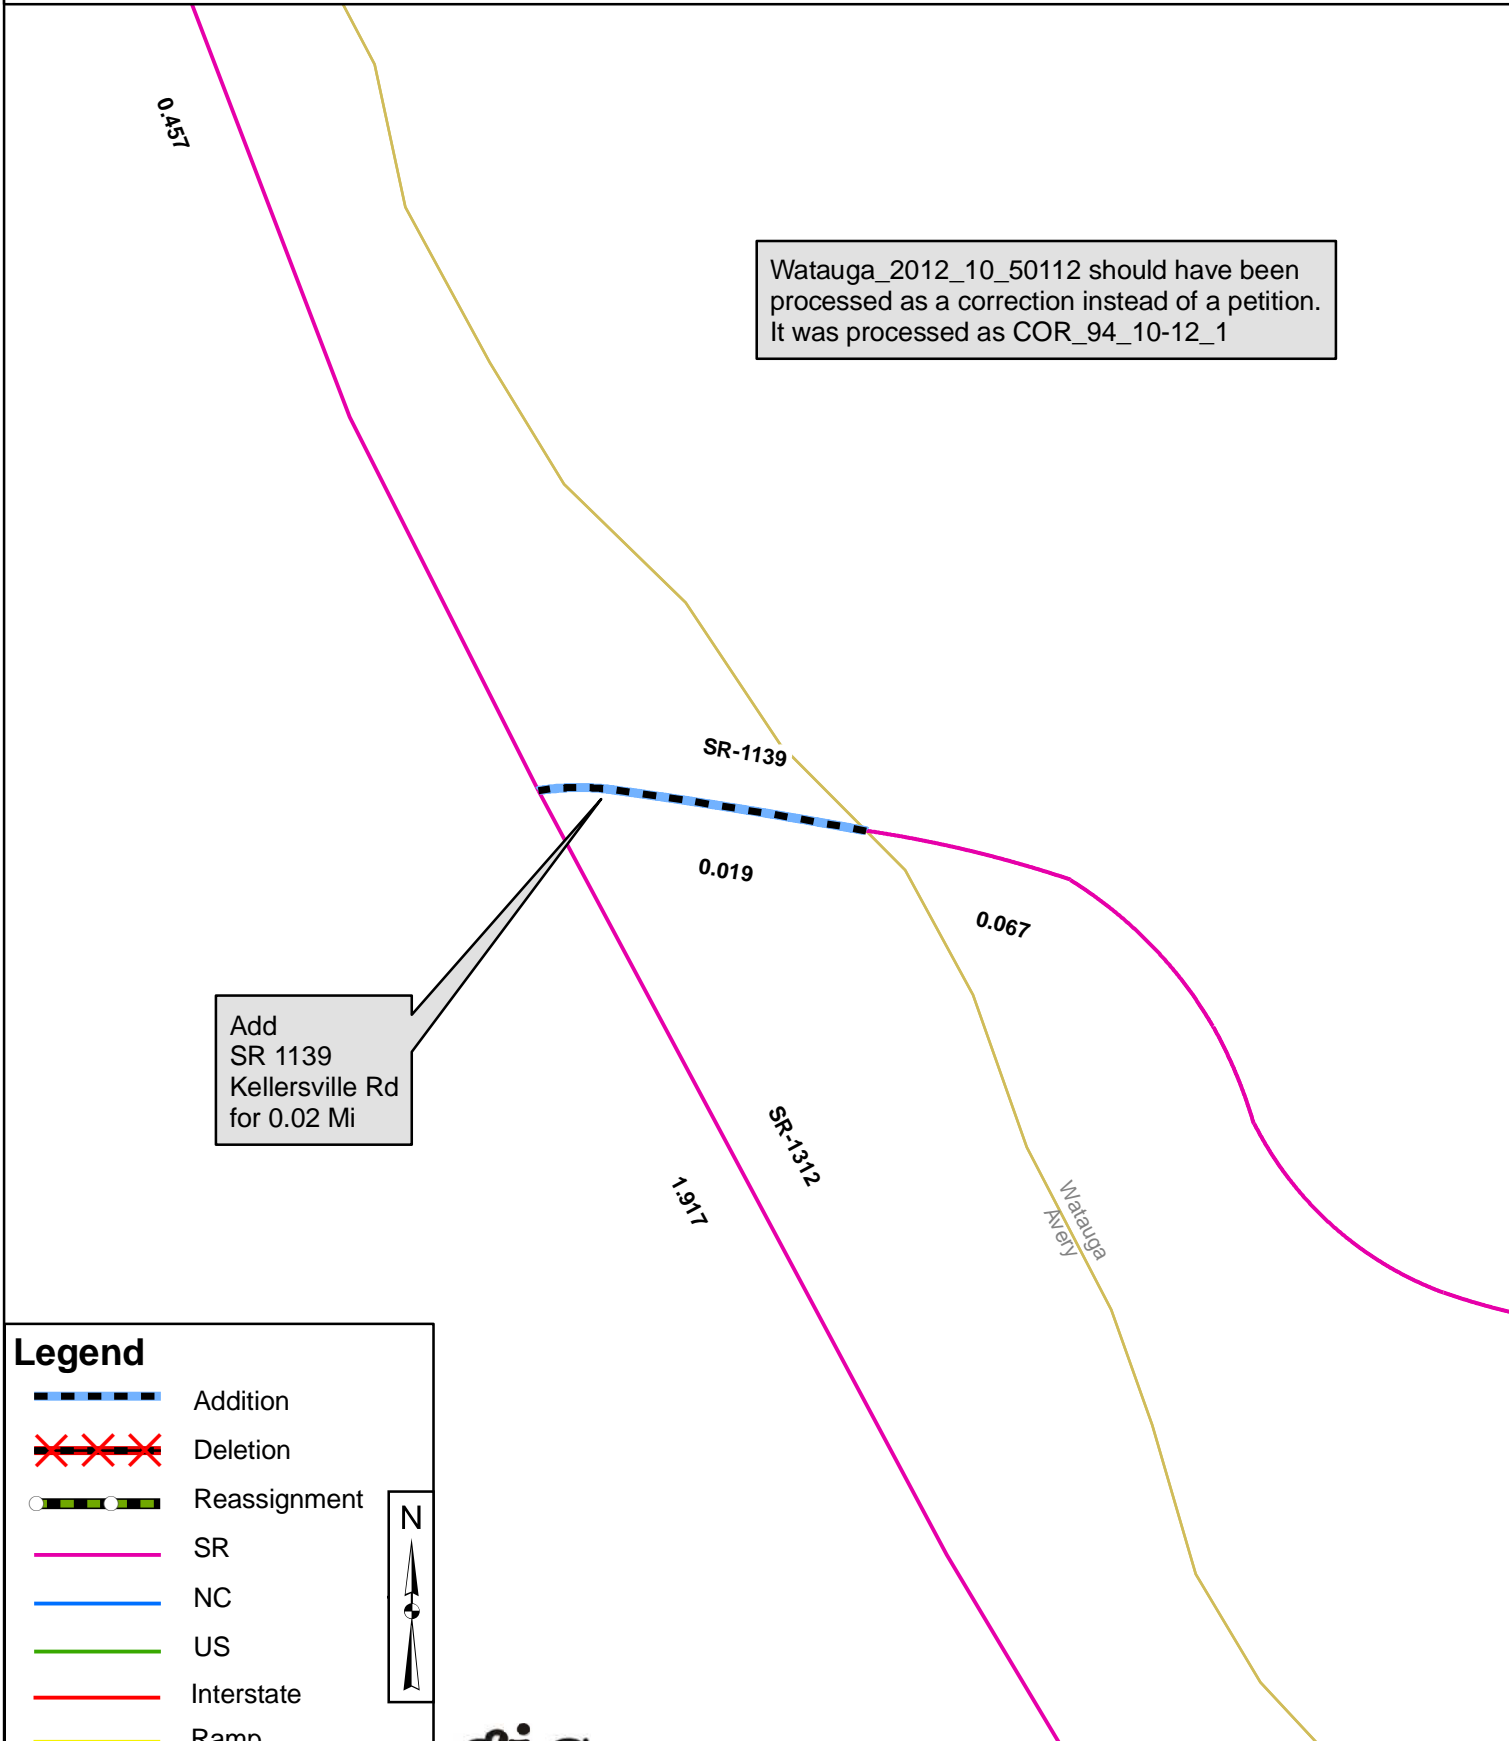 0.457
Watauga_2012_10_50112 should have been
processed as a correction instead of a petition.
It was processed as COR_94_10-12_1
SR-1139
0.019
0.067
Add
SR 1139
Kellersville Rd
for 0.02 Mi
SR-1312
1.917
Watauga
Avery
Legend
Addition
Deletion
Reassignment
SR
NC
US
Interstate
Ramp
N